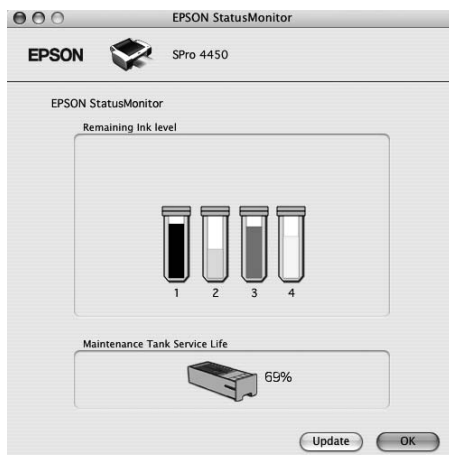 EPSON StatusMonitor
EPSON SPro 4450
EPSON StatusMonitor
Remaining Ink level
1 2 3 4
Maintenance Tank Service Life
69%
Update OK